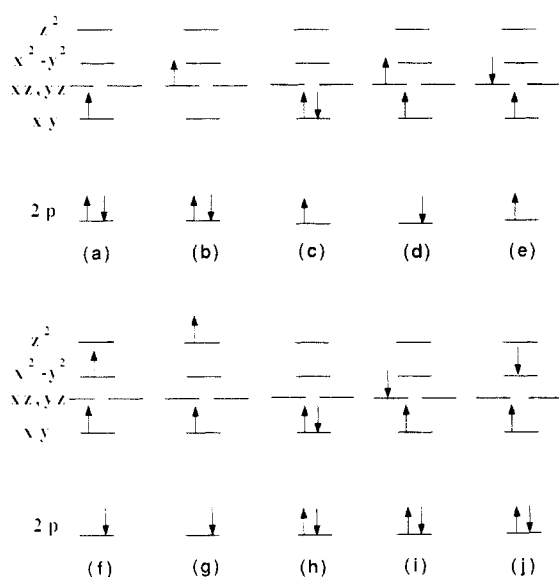 z²
x²-y²
xz,yz
xy
2p
(a) (b) (c) (d) (e)
z²
x²-y²
xz,yz
xy
2p
(f) (g) (h) (i) (j)